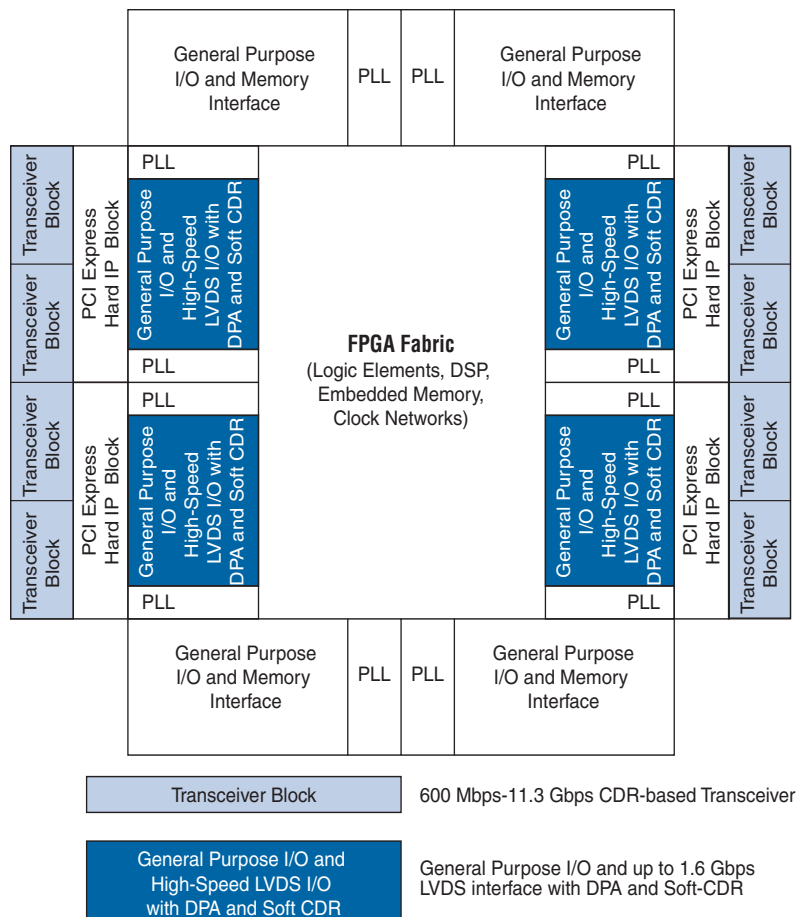 General Purpose
I/O and Memory
Interface
PLL
PLL
General Purpose
I/O and Memory
Interface
Transceiver
Block
Transceiver
Block
Transceiver
Block
Transceiver
Block
PCI Express
Hard IP Block
PCI Express
Hard IP Block
PLL
General Purpose
I/O and
High-Speed
LVDS I/O with
DPA and Soft CDR
PLL
PLL
General Purpose
I/O and
High-Speed
LVDS I/O with
DPA and Soft CDR
PLL
FPGA Fabric
(Logic Elements, DSP,
Embedded Memory,
Clock Networks)
PLL
General Purpose
I/O and
High-Speed
LVDS I/O with
DPA and Soft CDR
PLL
PLL
General Purpose
I/O and
High-Speed
LVDS I/O with
DPA and Soft CDR
PLL
PCI Express
Hard IP Block
PCI Express
Hard IP Block
Transceiver
Block
Transceiver
Block
Transceiver
Block
Transceiver
Block
General Purpose
I/O and Memory
Interface
PLL
PLL
General Purpose
I/O and Memory
Interface
Transceiver Block
600 Mbps-11.3 Gbps CDR-based Transceiver
General Purpose I/O and
High-Speed LVDS I/O
with DPA and Soft CDR
General Purpose I/O and up to 1.6 Gbps
LVDS interface with DPA and Soft-CDR